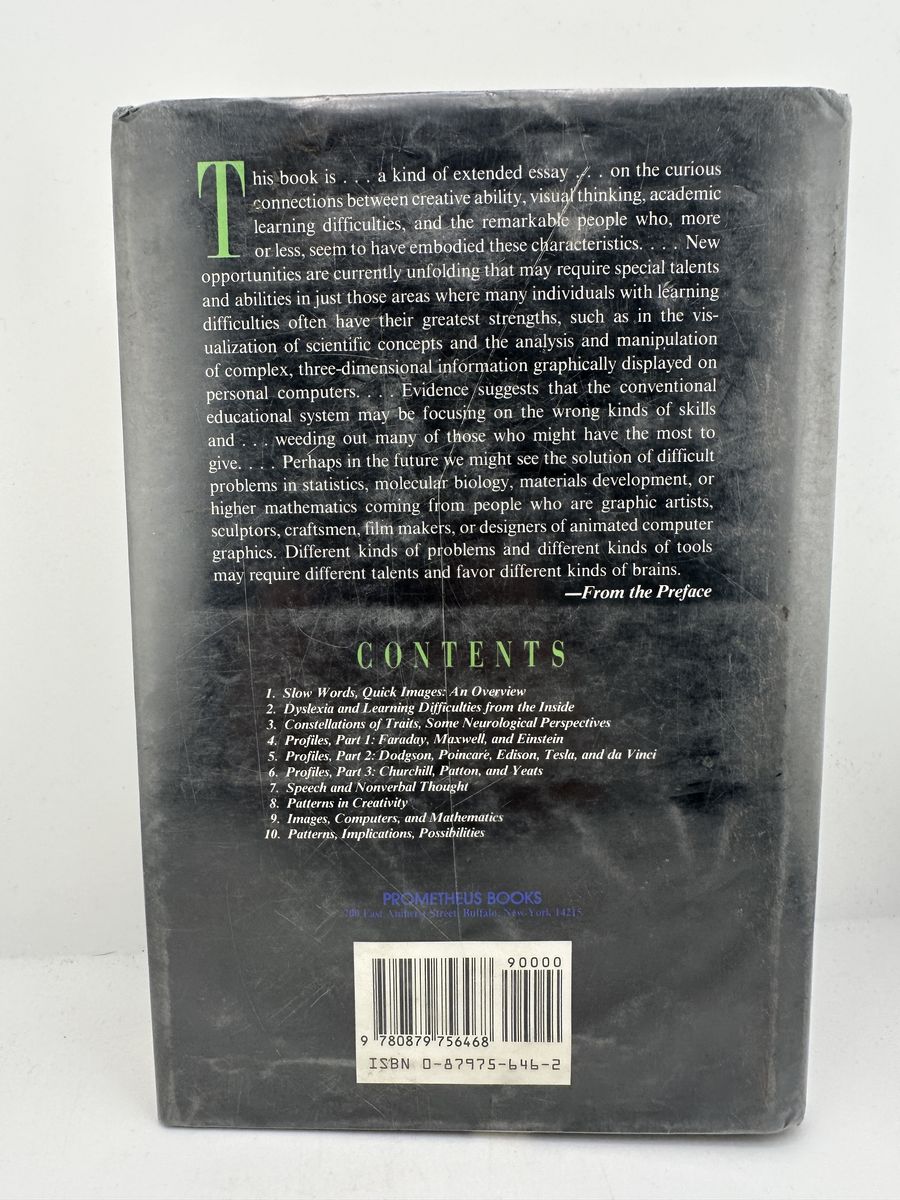 This book is . . . a kind of extended essay . . . on the curious
connections between creative ability, visual thinking, academic
learning difficulties, and the remarkable people who, more
or less, seem to have embodied these characteristics. . . . New
opportunities are currently unfolding that may require special talents
and abilities in just those areas where many individuals with learning
difficulties often have their greatest strengths, such as in the vis-
ualization of scientific concepts and the analysis and manipulation
of complex, three-dimensional information graphically displayed on
personal computers. . . . Evidence suggests that the conventional
educational system may be focusing on the wrong kinds of skills
and . . . weeding out many of those who might have the most to
give. . . . Perhaps in the future we might see the solution of difficult
problems in statistics, molecular biology, materials development, or
higher mathematics coming from people who are graphic artists,
sculptors, craftsmen, film makers, or designers of animated computer
graphics. Different kinds of problems and different kinds of tools
may require different talents and favor different kinds of brains.
—From the Preface
CONTENTS
1. Slow Words, Quick Images: An Overview
2. Dyslexia and Learning Difficulties from the Inside
3. Constellations of Traits, Some Neurological Perspectives
4. Profiles, Part 1: Faraday, Maxwell, and Einstein
5. Profiles, Part 2: Dodgson, Poincaré, Edison, Tesla, and da Vinci
6. Profiles, Part 3: Churchill, Patton, and Yeats
7. Speech and Nonverbal Thought
8. Patterns in Creativity
9. Images, Computers, and Mathematics
10. Patterns, Implications, Possibilities
PROMETHEUS BOOKS
700 East Amherst Street, Buffalo, New York 14215
90000
9 780879 756468
ISBN 0-87975-646-2